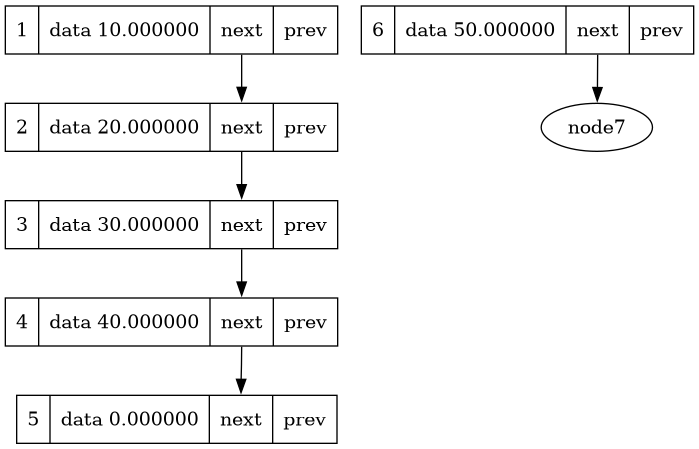 1 data 10.000000 next prev
2 data 20.000000 next prev
3 data 30.000000 next prev
4 data 40.000000 next prev
5 data 0.000000 next prev
6 data 50.000000 next prev
node7